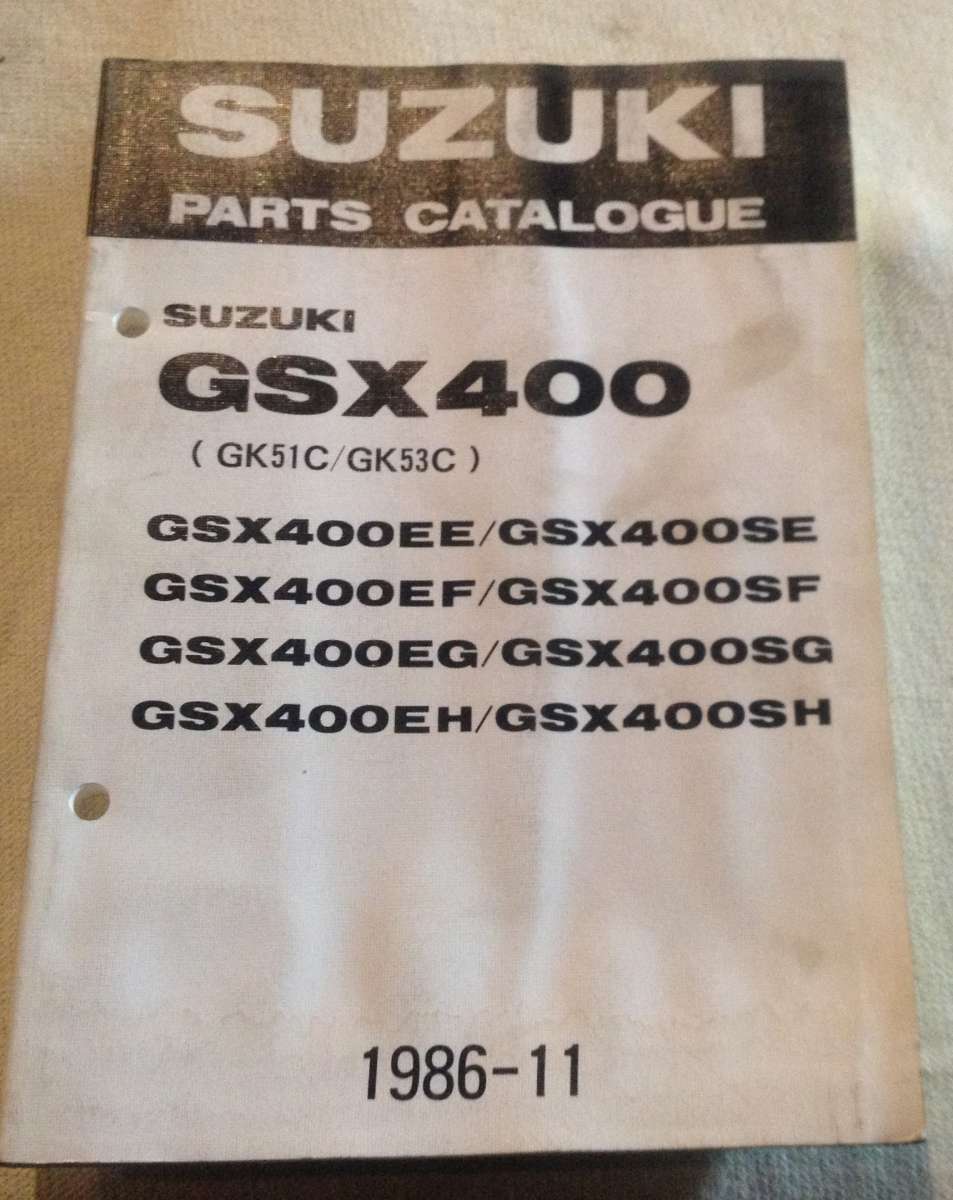 SUZUKI
PARTS CATALOGUE
SUZUKI
GSX400
( GK51C/GK53C )
GSX400EE/GSX400SE
GSX400EF/GSX400SF
GSX400EG/GSX400SG
GSX400EH/GSX400SH
1986-11